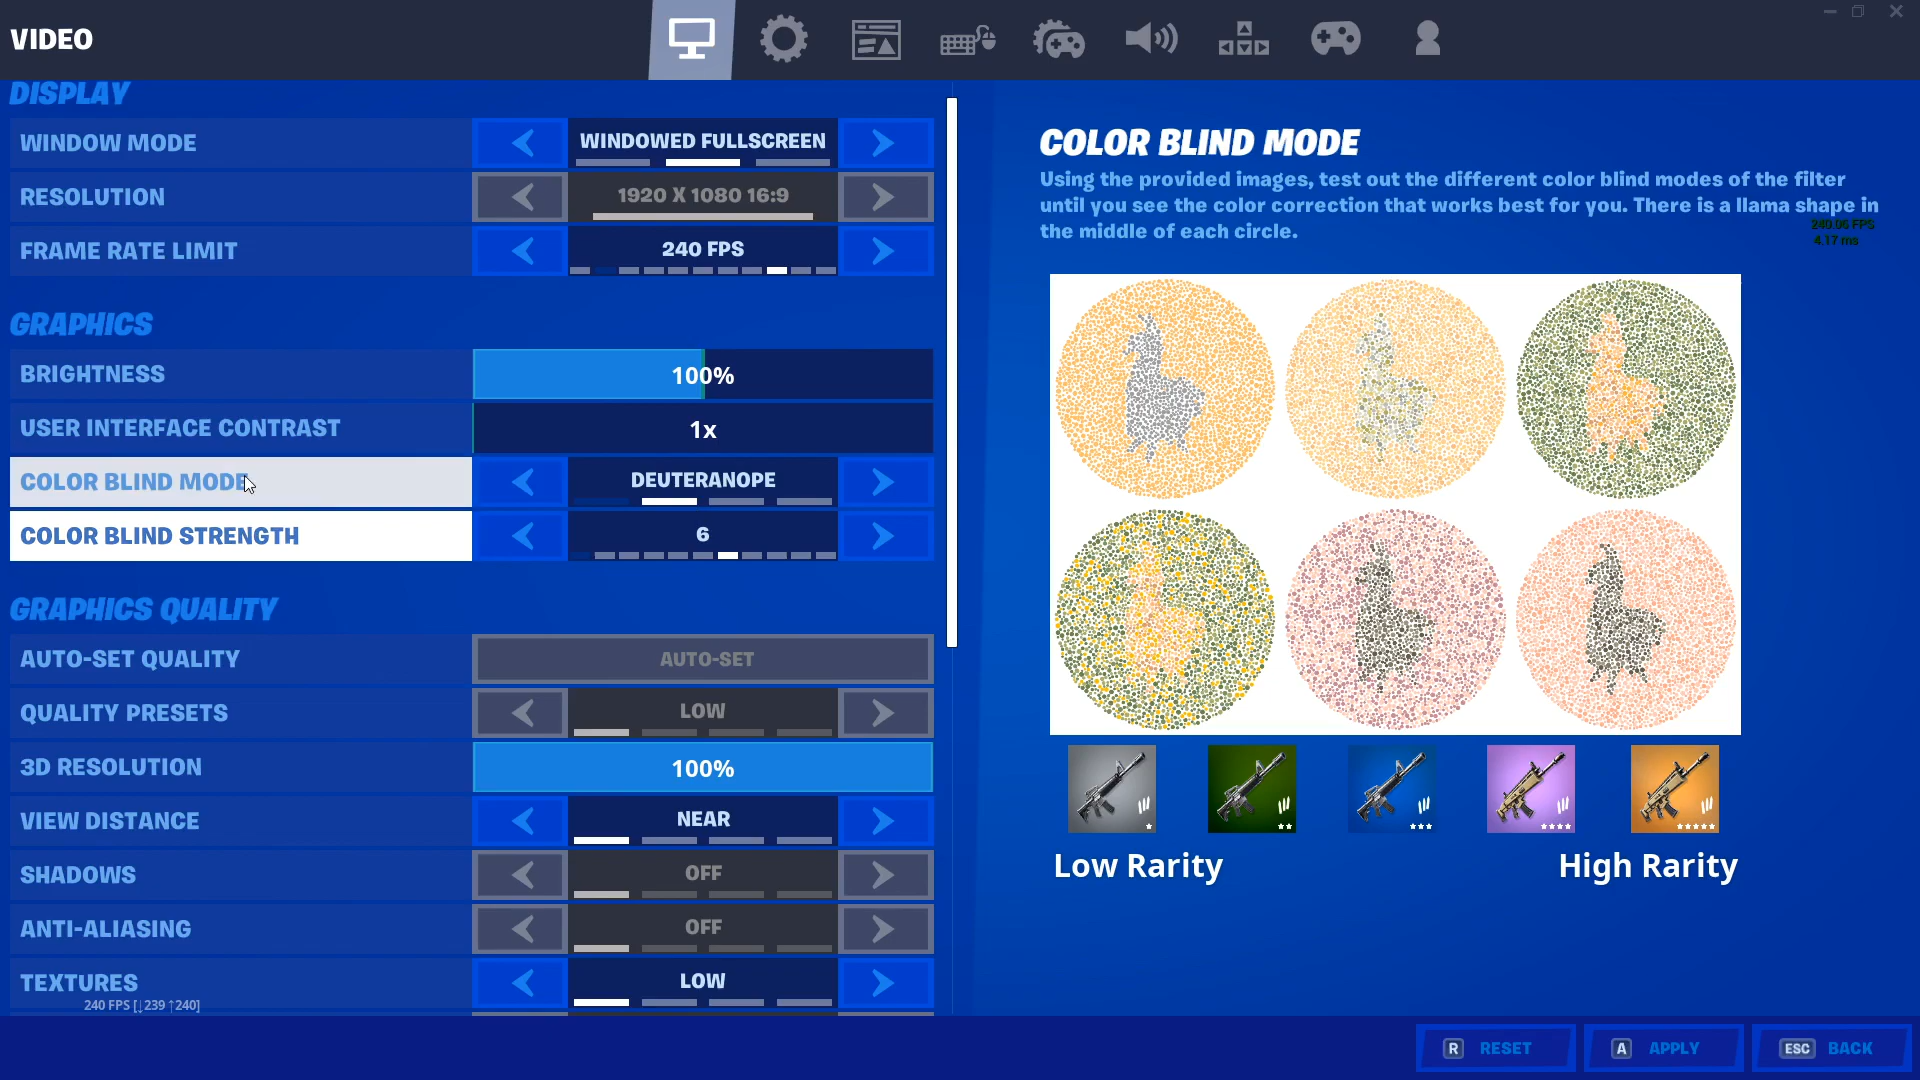 VIDEO
DISPLAY
WINDOW MODE
WINDOWED FULLSCREEN
RESOLUTION
1920 X 1080 16:9
FRAME RATE LIMIT
240 FPS
GRAPHICS
BRIGHTNESS
100%
USER INTERFACE CONTRAST
1x
COLOR BLIND MODE
DEUTERANOPE
COLOR BLIND STRENGTH
6
GRAPHICS QUALITY
AUTO-SET QUALITY
AUTO-SET
QUALITY PRESETS
LOW
3D RESOLUTION
100%
VIEW DISTANCE
NEAR
SHADOWS
OFF
ANTI-ALIASING
OFF
TEXTURES
LOW
240 FPS [↓239 ↑240]
COLOR BLIND MODE
Using the provided images, test out the different color blind modes of the filter
until you see the color correction that works best for you. There is a llama shape in
the middle of each circle.
240.06 FPS
4.17 ms
Low Rarity
High Rarity
R RESET
A APPLY
ESC BACK